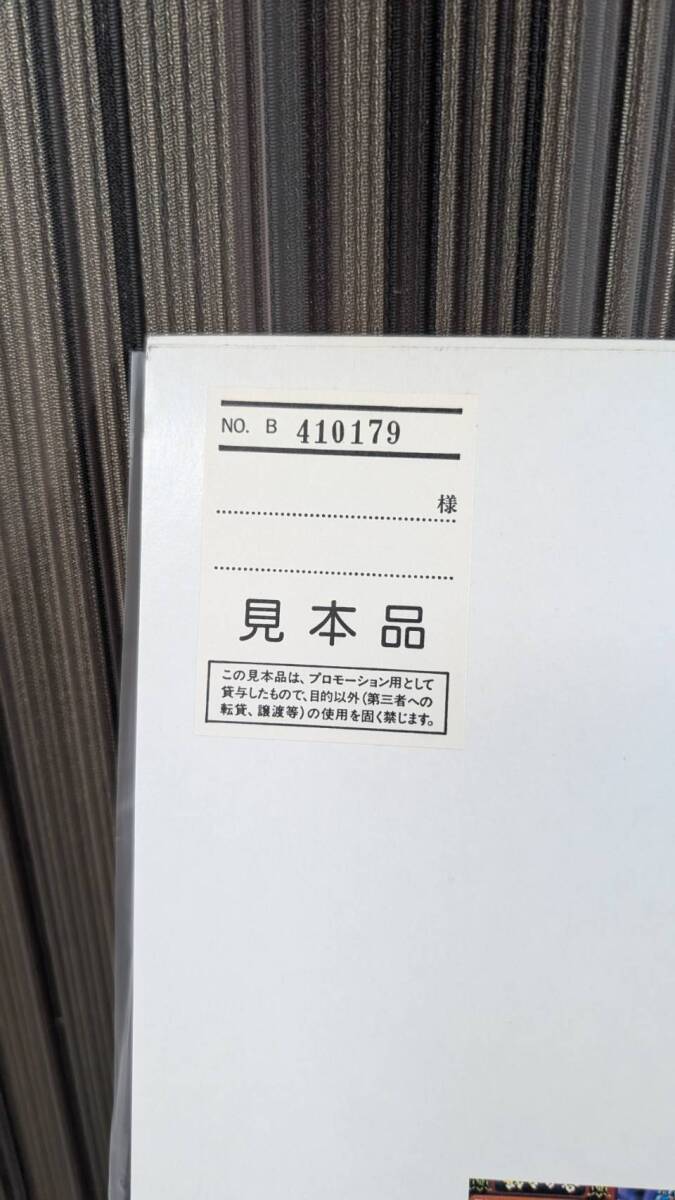 NO. B 410179
様
見本品
この見本品は、プロモーション用として
貸与したもので、目的以外(第三者への
転貸、譲渡等)の使用を固く禁じます。